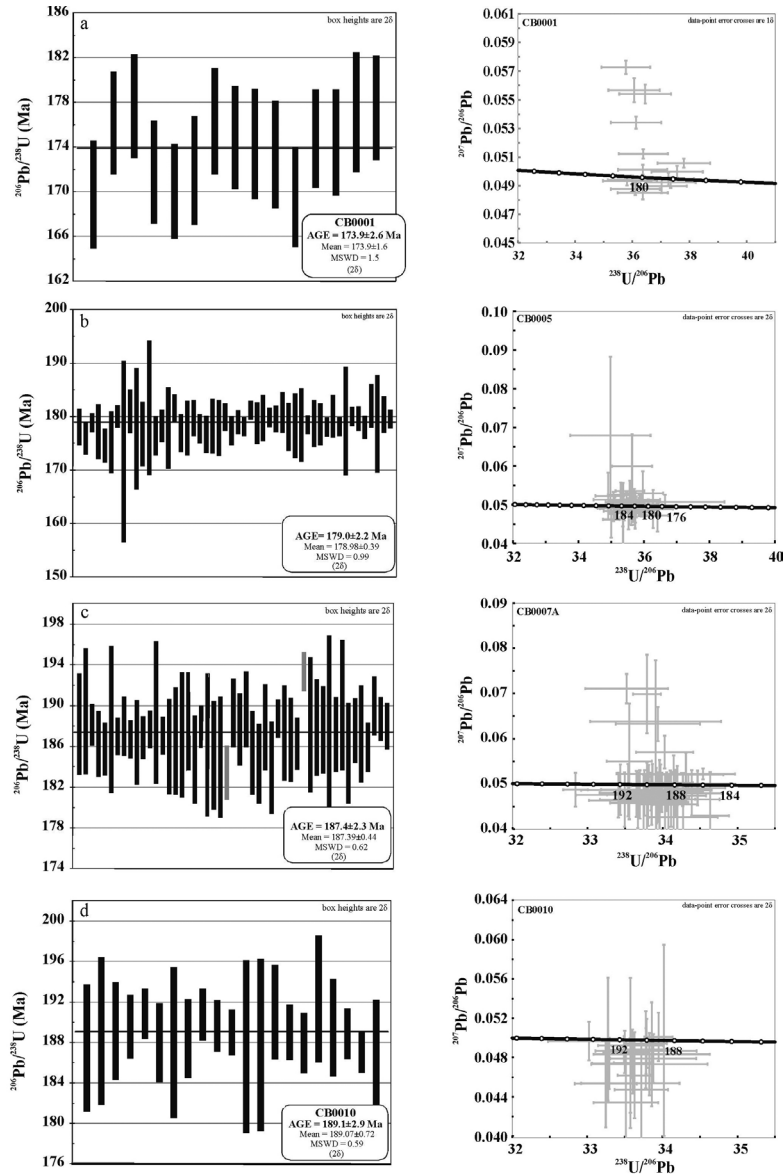 a
box heights are 2δ
206Pb/238U (Ma)
186
182
178
174
170
166
162
CB0001
AGE = 173.9±2.6 Ma
Mean = 173.9±1.6
MSWD = 1.5
(2δ)
CB0001
data-point error crosses are 1δ
207Pb/206Pb
0.061
0.059
0.057
0.055
0.053
0.050
0.049
0.047
0.045
180
32
34
36
38
40
238U/206Pb
b
box heights are 2δ
206Pb/238U (Ma)
200
190
180
170
160
150
AGE= 179.0±2.2 Ma
Mean = 178.98±0.39
MSWD = 0.99
(2δ)
CB0005
data-point error crosses are 2δ
207Pb/206Pb
0.10
0.09
0.08
0.07
0.06
0.05
0.04
184
180
176
32
34
36
38
40
238U/206Pb
c
box heights are 2δ
206Pb/238U (Ma)
198
194
190
186
182
178
174
AGE = 187.4±2.3 Ma
Mean = 187.39±0.44
MSWD = 0.62
(2δ)
CB0007A
data-point error crosses are 2δ
207Pb/206Pb
0.09
0.08
0.07
0.06
0.050
0.04
192
188
184
32
33
34
35
238U/206Pb
d
box heights are 2δ
206Pb/238U (Ma)
200
196
192
188
184
180
176
CB0010
AGE = 189.1±2.9 Ma
Mean = 189.07±0.72
MSWD = 0.59
(2δ)
CB0010
data-point error crosses are 2δ
207Pb/206Pb
0.064
0.060
0.056
0.052
0.048
0.044
0.040
192
188
32
33
34
35
238U/206Pb